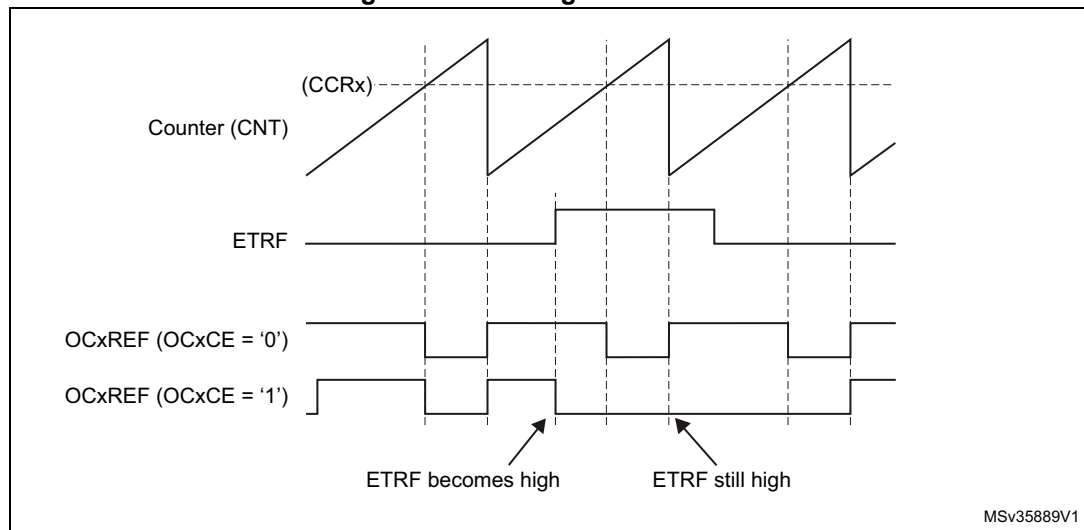 (CCRx)
Counter (CNT)
ETRF
OCxREF (OCxCE = ‘0’)
OCxREF (OCxCE = ‘1’)
ETRF becomes high
ETRF still high
MSv35889V1